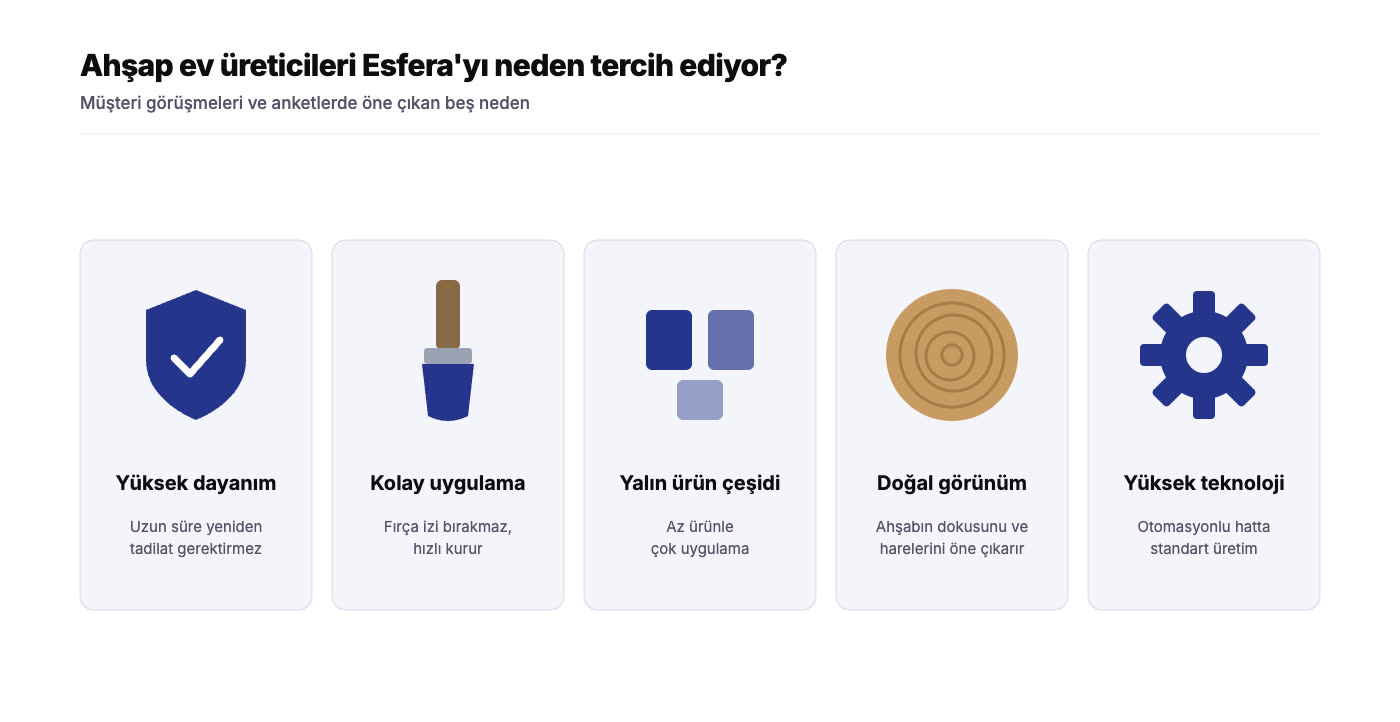 Ahşap ev üreticileri Esfera'yı neden tercih ediyor?
Müşteri görüşmeleri ve anketlerde öne çıkan beş neden
Yüksek dayanım
Uzun süre yeniden
tadilat gerektirmez
Kolay uygulama
Fırça izi bırakmaz,
hızlı kurur
Yalın ürün çeşidi
Az ürünle
çok uygulama
Doğal görünüm
Ahşabın dokusunu ve
harelerini öne çıkarır
Yüksek teknoloji
Otomasyonlu hatta
standart üretim